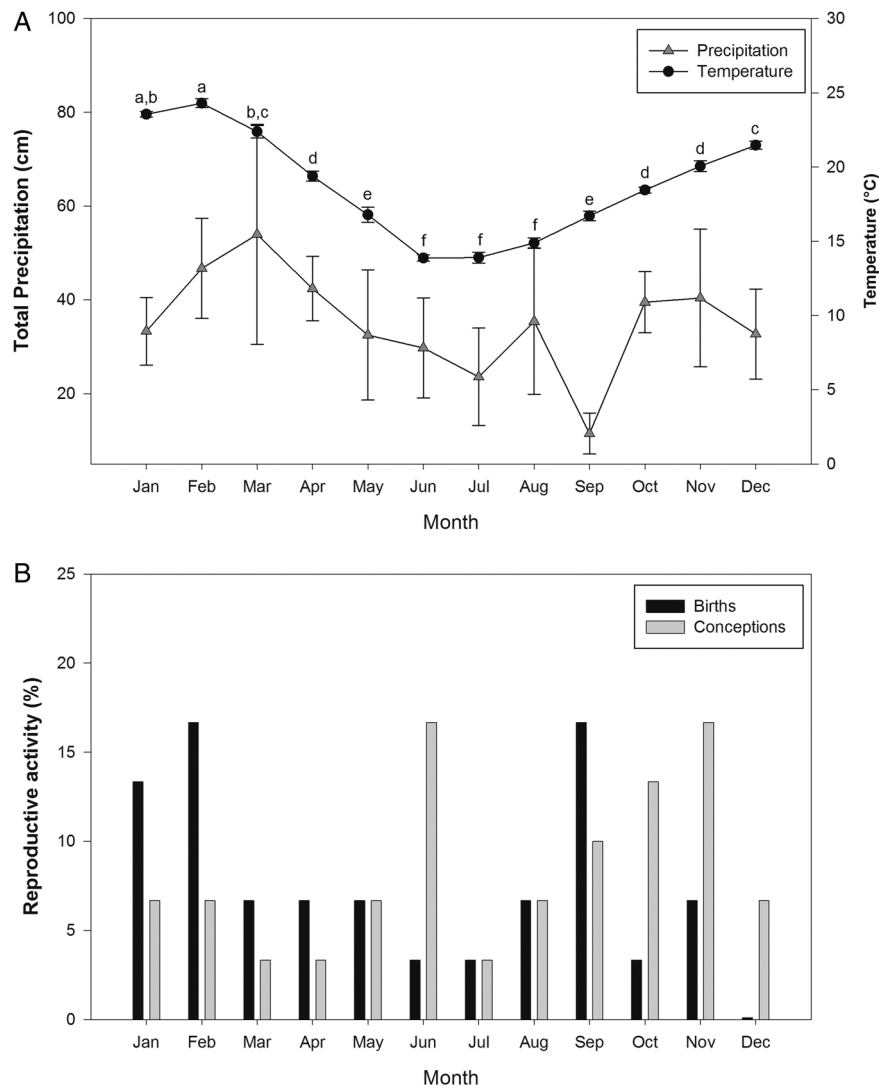 A
Total Precipitation (cm)
100
80
60
40
20
Precipitation
Temperature
a,b
a
b,c
d
e
f
f
f
e
d
d
c
30
25
20
15
10
5
0
Temperature (°C)
Jan Feb Mar Apr May Jun Jul Aug Sep Oct Nov Dec
Month
B
Reproductive activity (%)
25
20
15
10
5
0
Births
Conceptions
Jan Feb Mar Apr May Jun Jul Aug Sep Oct Nov Dec
Month